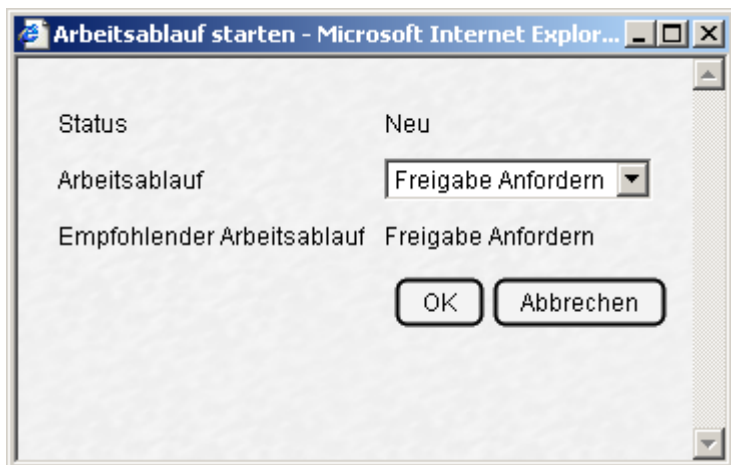 Arbeitsablauf starten - Microsoft Internet Explor...
Status Neu
Arbeitsablauf Freigabe Anfordern
Empfohlender Arbeitsablauf Freigabe Anfordern
OK Abbrechen